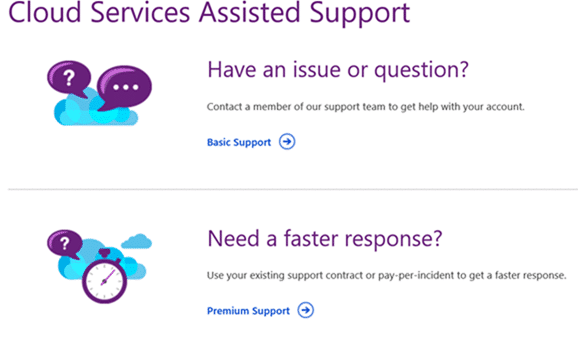 Cloud Services Assisted Support
?
Have an issue or question?
Contact a member of our support team to get help with your account.
Basic Support
?
Need a faster response?
Use your existing support contract or pay-per-incident to get a faster response.
Premium Support